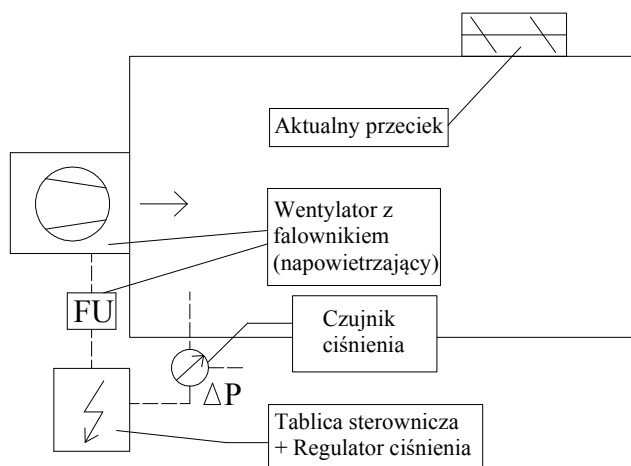 Aktualny przeciek
Wentylator z
falownikiem
(napowietrzający)
FU
Czujnik
ciśnienia
ΔP
Tablica sterownicza
+ Regulator ciśnienia